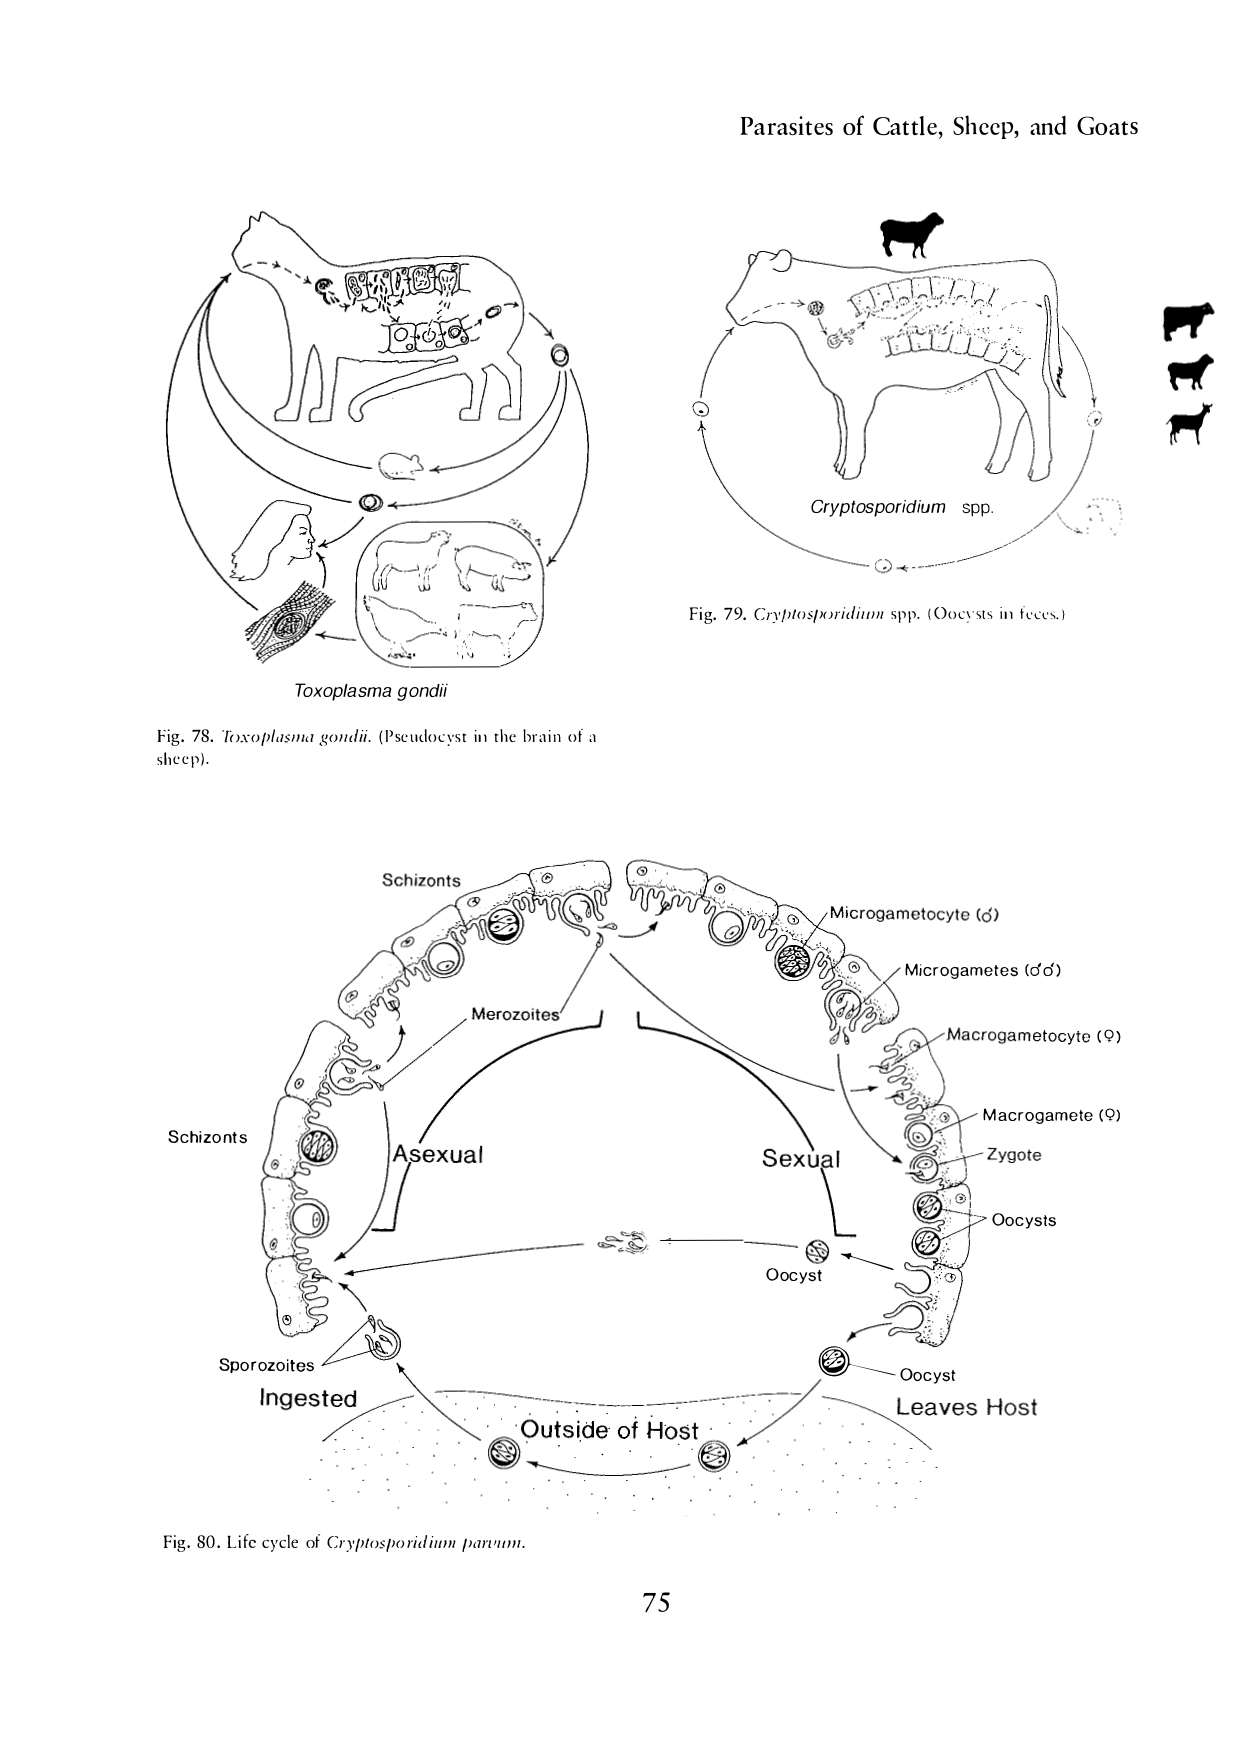 Parasites of Cattle, Sheep, and Goats
Toxoplasma gondii
Fig. 78. Toxoplasma gondii. (Pseudocyst in the brain of a
sheep).
Cryptosporidium spp.
Fig. 79. Cryptosporidium spp. (Oocysts in feces.)
Schizonts
Microgametocyte (♂)
Microgametes (♂♂)
Merozoites
Macrogametocyte (♀)
Macrogamete (♀)
Schizonts
Asexual
Sexual
Zygote
Oocysts
Oocyst
Sporozoites
Oocyst
Ingested
Leaves Host
Outside of Host
Fig. 80. Life cycle of Cryptosporidium parvum.
75